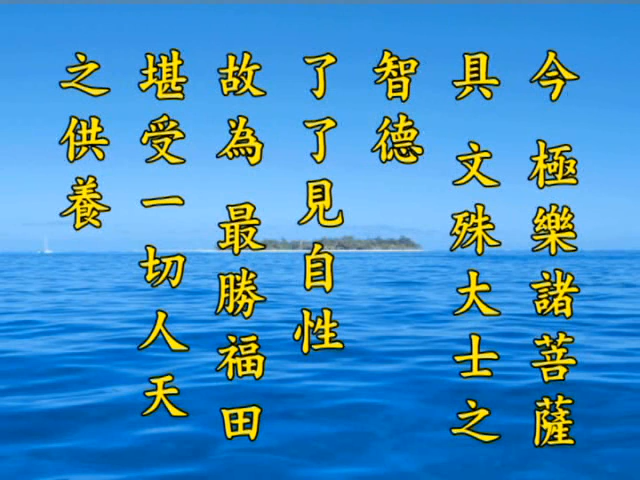 今 極樂諸菩薩
具 文殊大士之
智德
了了見自性
故為 最勝福田
堪受一切人天
之供養